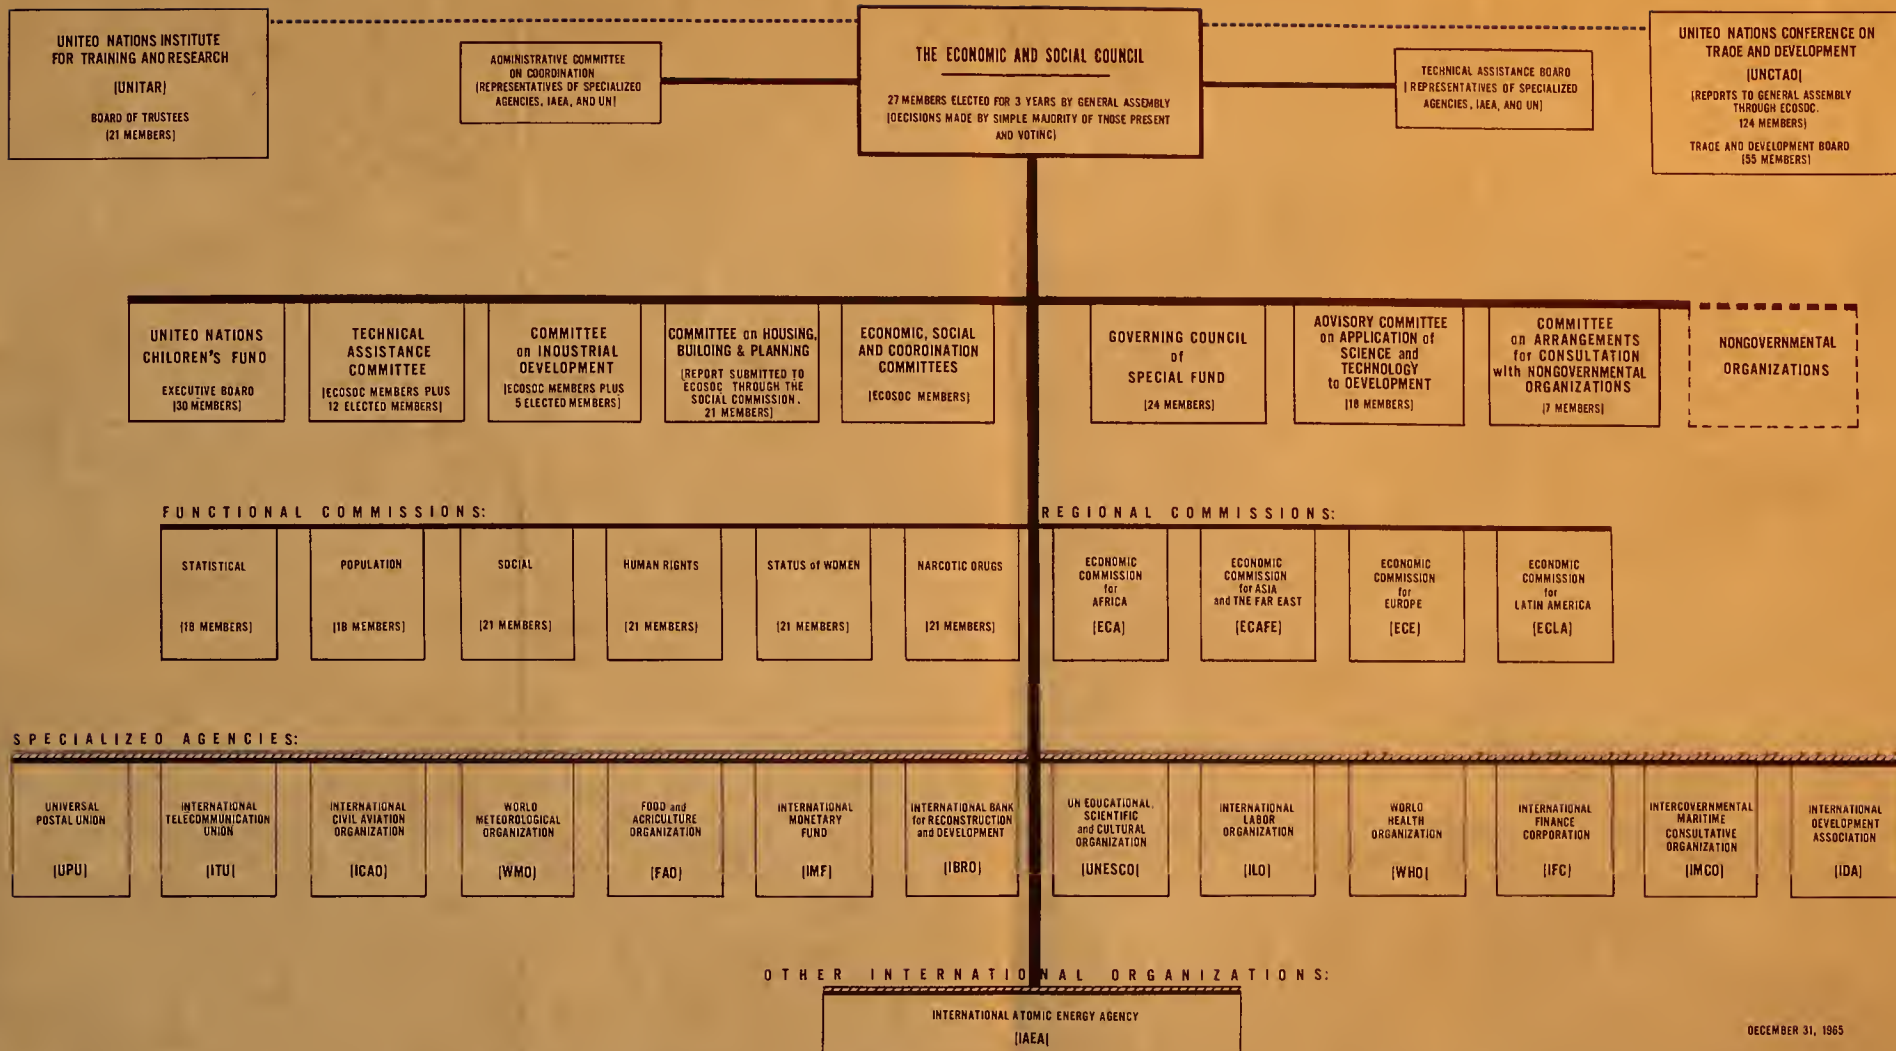 UNITED NATIONS INSTITUTE
FOR TRAINING AND RESEARCH
[UNITAR]
BOARD OF TRUSTEES
[21 MEMBERS]
ADMINISTRATIVE COMMITTEE
ON COORDINATION
[REPRESENTATIVES OF SPECIALIZED
AGENCIES, IAEA, AND UN]
THE ECONOMIC AND SOCIAL COUNCIL
27 MEMBERS ELECTED FOR 3 YEARS BY GENERAL ASSEMBLY
[DECISIONS MADE BY SIMPLE MAJORITY OF THOSE PRESENT
AND VOTING]
TECHNICAL ASSISTANCE BOARD
[REPRESENTATIVES OF SPECIALIZED
AGENCIES, IAEA, AND UN]
UNITED NATIONS CONFERENCE ON
TRADE AND DEVELOPMENT
[UNCTAD]
[REPORTS TO GENERAL ASSEMBLY
THROUGH ECOSOC.
124 MEMBERS]
TRADE AND DEVELOPMENT BOARD
[55 MEMBERS]
UNITED NATIONS
CHILDREN'S FUND
EXECUTIVE BOARD
[30 MEMBERS]
TECHNICAL
ASSISTANCE
COMMITTEE
[ECOSOC MEMBERS PLUS
12 ELECTED MEMBERS]
COMMITTEE
on INDUSTRIAL
DEVELOPMENT
[ECOSOC MEMBERS PLUS
5 ELECTED MEMBERS]
COMMITTEE on HOUSING,
BUILDING & PLANNING
[REPORT SUBMITTED TO
ECOSOC THROUGH THE
SOCIAL COMMISSION.
21 MEMBERS]
ECONOMIC, SOCIAL
AND COORDINATION
COMMITTEES
[ECOSOC MEMBERS]
GOVERNING COUNCIL
of
SPECIAL FUND
[24 MEMBERS]
ADVISORY COMMITTEE
on APPLICATION of
SCIENCE and
TECHNOLOGY
to DEVELOPMENT
[18 MEMBERS]
COMMITTEE
on ARRANGEMENTS
for CONSULTATION
with NONGOVERNMENTAL
ORGANIZATIONS
[7 MEMBERS]
NONGOVERNMENTAL
ORGANIZATIONS
FUNCTIONAL COMMISSIONS:
STATISTICAL
[18 MEMBERS]
POPULATION
[18 MEMBERS]
SOCIAL
[21 MEMBERS]
HUMAN RIGHTS
[21 MEMBERS]
STATUS of WOMEN
[21 MEMBERS]
NARCOTIC DRUGS
[21 MEMBERS]
REGIONAL COMMISSIONS:
ECONOMIC
COMMISSION
for
AFRICA
[ECA]
ECONOMIC
COMMISSION
for ASIA
and THE FAR EAST
[ECAFE]
ECONOMIC
COMMISSION
for
EUROPE
[ECE]
ECONOMIC
COMMISSION
for
LATIN AMERICA
[ECLA]
SPECIALIZED AGENCIES:
UNIVERSAL
POSTAL UNION
[UPU]
INTERNATIONAL
TELECOMMUNICATION
UNION
[ITU]
INTERNATIONAL
CIVIL AVIATION
ORGANIZATION
[ICAO]
WORLD
METEOROLOGICAL
ORGANIZATION
[WMO]
FOOD and
AGRICULTURE
ORGANIZATION
[FAO]
INTERNATIONAL
MONETARY
FUND
[IMF]
INTERNATIONAL BANK
for RECONSTRUCTION
and DEVELOPMENT
[IBRD]
UN EDUCATIONAL,
SCIENTIFIC
and CULTURAL
ORGANIZATION
[UNESCO]
INTERNATIONAL
LABOR
ORGANIZATION
[ILO]
WORLD
HEALTH
ORGANIZATION
[WHO]
INTERNATIONAL
FINANCE
CORPORATION
[IFC]
INTERGOVERNMENTAL
MARITIME
CONSULTATIVE
ORGANIZATION
[IMCO]
INTERNATIONAL
DEVELOPMENT
ASSOCIATION
[IDA]
OTHER INTERNATIONAL ORGANIZATIONS:
INTERNATIONAL ATOMIC ENERGY AGENCY
[IAEA]
DECEMBER 31, 1965